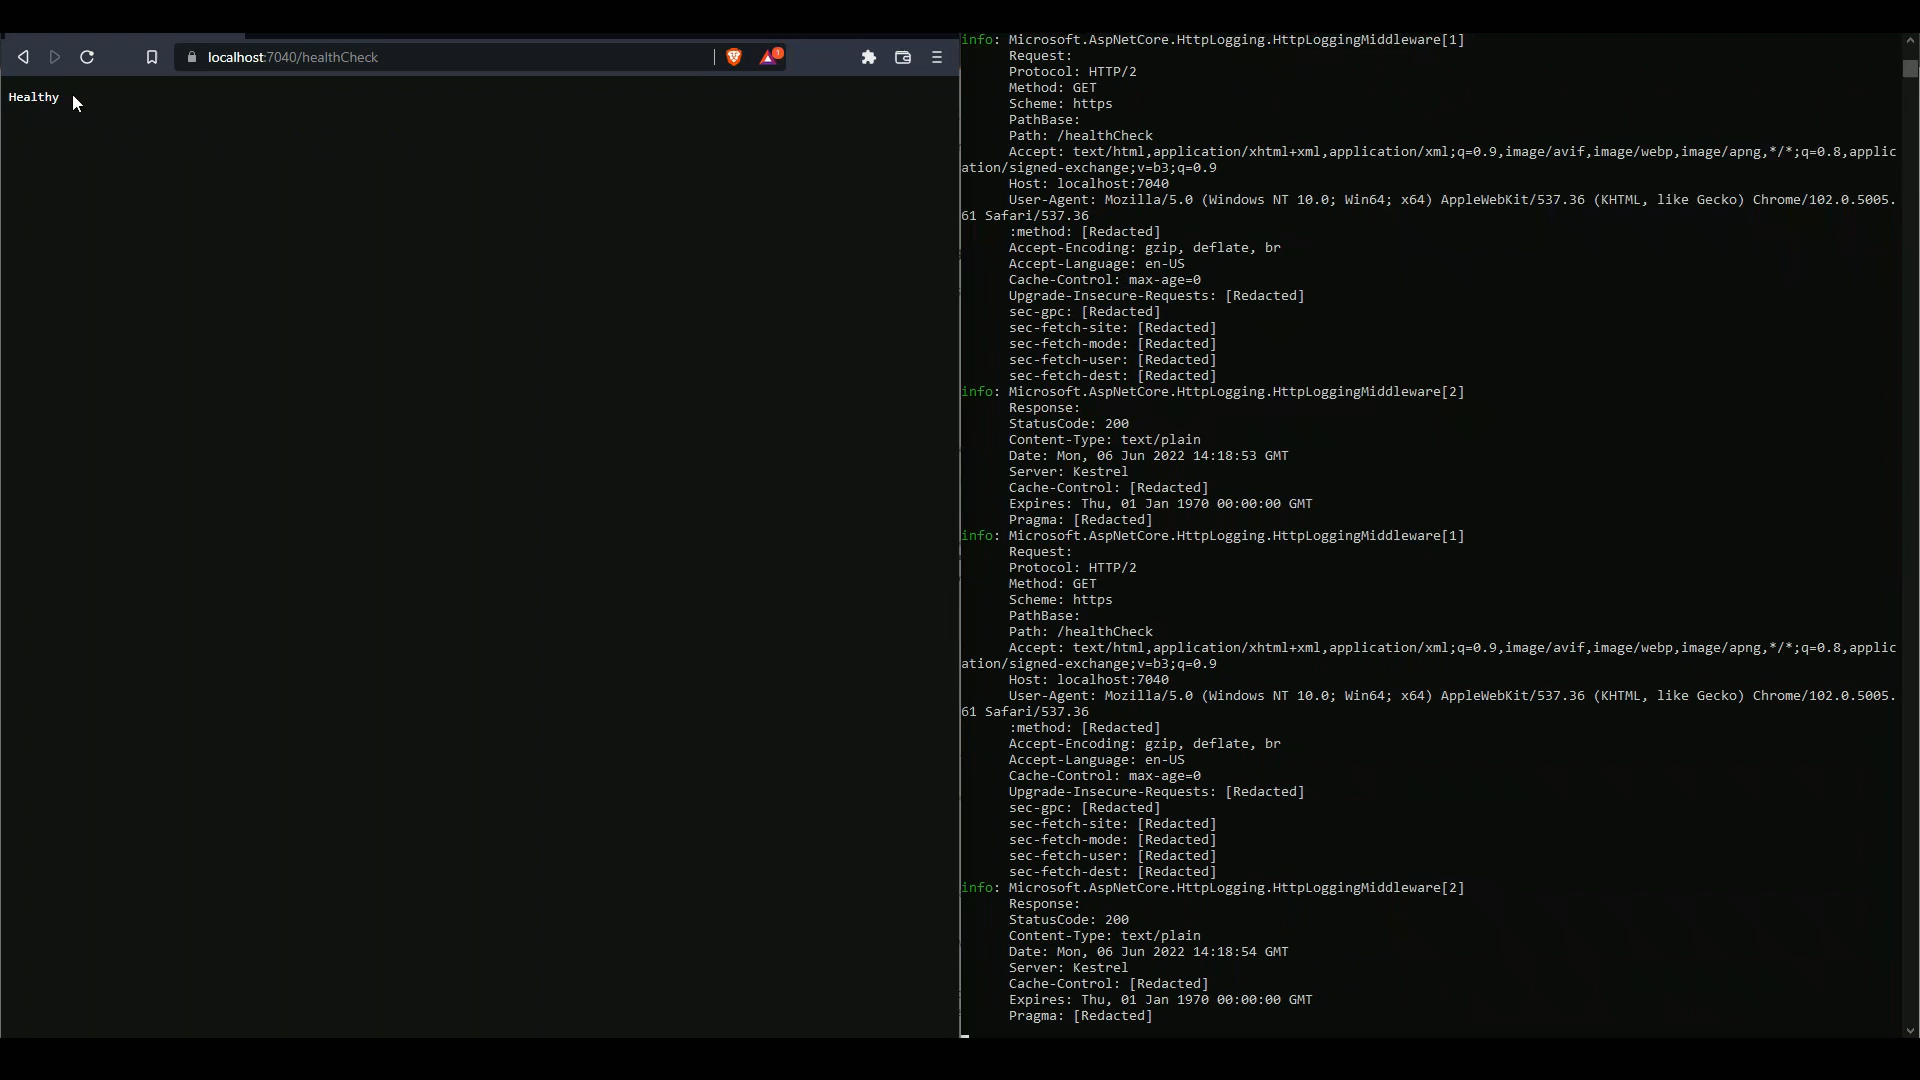 localhost:7040/healthCheck
1
Healthy
info: Microsoft.AspNetCore.HttpLogging.HttpLoggingMiddleware[1]
Request:
Protocol: HTTP/2
Method: GET
Scheme: https
PathBase:
Path: /healthCheck
Accept: text/html,application/xhtml+xml,application/xml;q=0.9,image/avif,image/webp,image/apng,*/*;q=0.8,applic
ation/signed-exchange;v=b3;q=0.9
Host: localhost:7040
User-Agent: Mozilla/5.0 (Windows NT 10.0; Win64; x64) AppleWebKit/537.36 (KHTML, like Gecko) Chrome/102.0.5005.
61 Safari/537.36
:method: [Redacted]
Accept-Encoding: gzip, deflate, br
Accept-Language: en-US
Cache-Control: max-age=0
Upgrade-Insecure-Requests: [Redacted]
sec-gpc: [Redacted]
sec-fetch-site: [Redacted]
sec-fetch-mode: [Redacted]
sec-fetch-user: [Redacted]
sec-fetch-dest: [Redacted]
info: Microsoft.AspNetCore.HttpLogging.HttpLoggingMiddleware[2]
Response:
StatusCode: 200
Content-Type: text/plain
Date: Mon, 06 Jun 2022 14:18:53 GMT
Server: Kestrel
Cache-Control: [Redacted]
Expires: Thu, 01 Jan 1970 00:00:00 GMT
Pragma: [Redacted]
info: Microsoft.AspNetCore.HttpLogging.HttpLoggingMiddleware[1]
Request:
Protocol: HTTP/2
Method: GET
Scheme: https
PathBase:
Path: /healthCheck
Accept: text/html,application/xhtml+xml,application/xml;q=0.9,image/avif,image/webp,image/apng,*/*;q=0.8,applic
ation/signed-exchange;v=b3;q=0.9
Host: localhost:7040
User-Agent: Mozilla/5.0 (Windows NT 10.0; Win64; x64) AppleWebKit/537.36 (KHTML, like Gecko) Chrome/102.0.5005.
61 Safari/537.36
:method: [Redacted]
Accept-Encoding: gzip, deflate, br
Accept-Language: en-US
Cache-Control: max-age=0
Upgrade-Insecure-Requests: [Redacted]
sec-gpc: [Redacted]
sec-fetch-site: [Redacted]
sec-fetch-mode: [Redacted]
sec-fetch-user: [Redacted]
sec-fetch-dest: [Redacted]
info: Microsoft.AspNetCore.HttpLogging.HttpLoggingMiddleware[2]
Response:
StatusCode: 200
Content-Type: text/plain
Date: Mon, 06 Jun 2022 14:18:54 GMT
Server: Kestrel
Cache-Control: [Redacted]
Expires: Thu, 01 Jan 1970 00:00:00 GMT
Pragma: [Redacted]